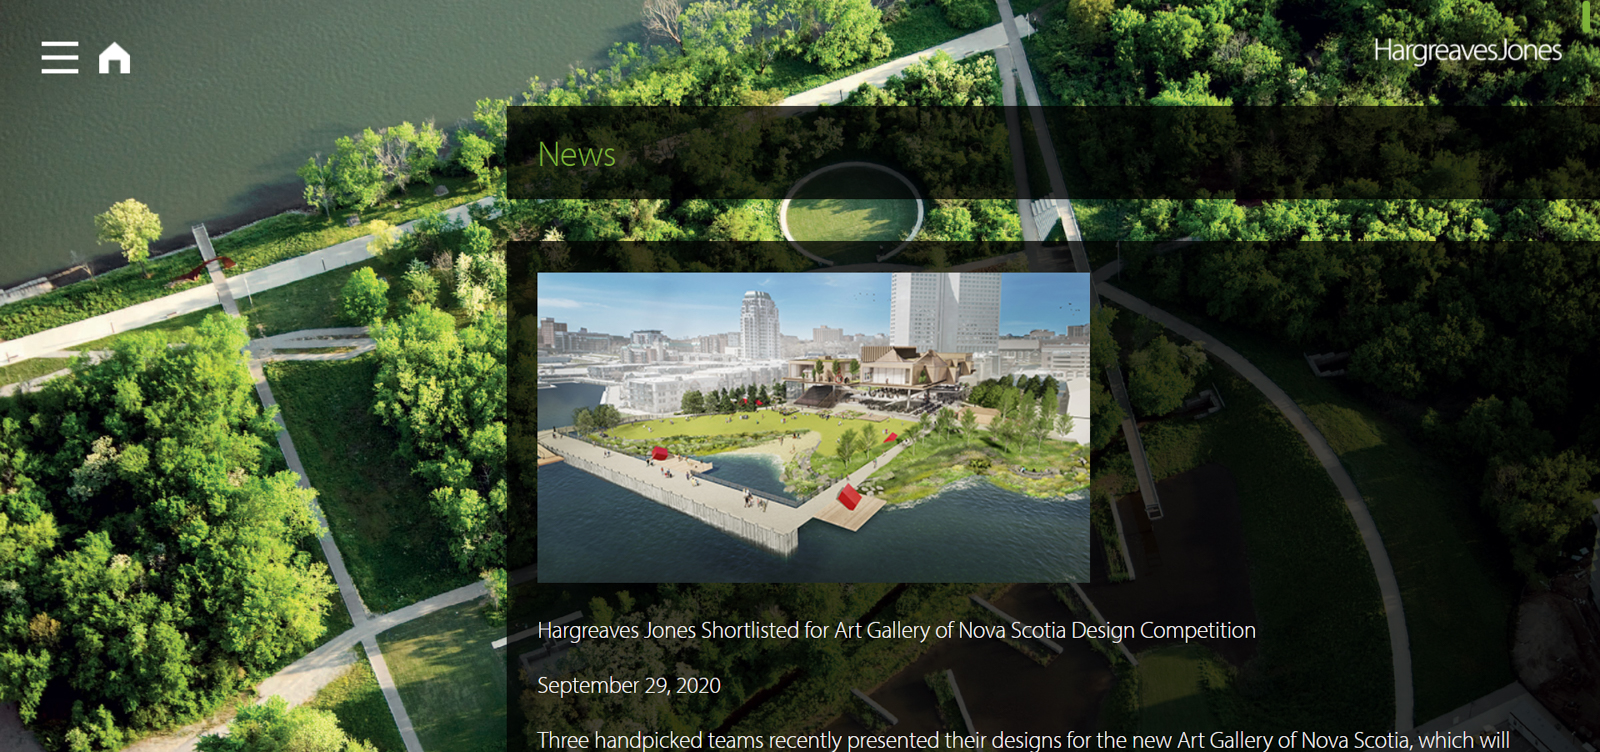 HargreavesJones
News
Hargreaves Jones Shortlisted for Art Gallery of Nova Scotia Design Competition
September 29, 2020
Three handpicked teams recently presented their designs for the new Art Gallery of Nova Scotia, which will